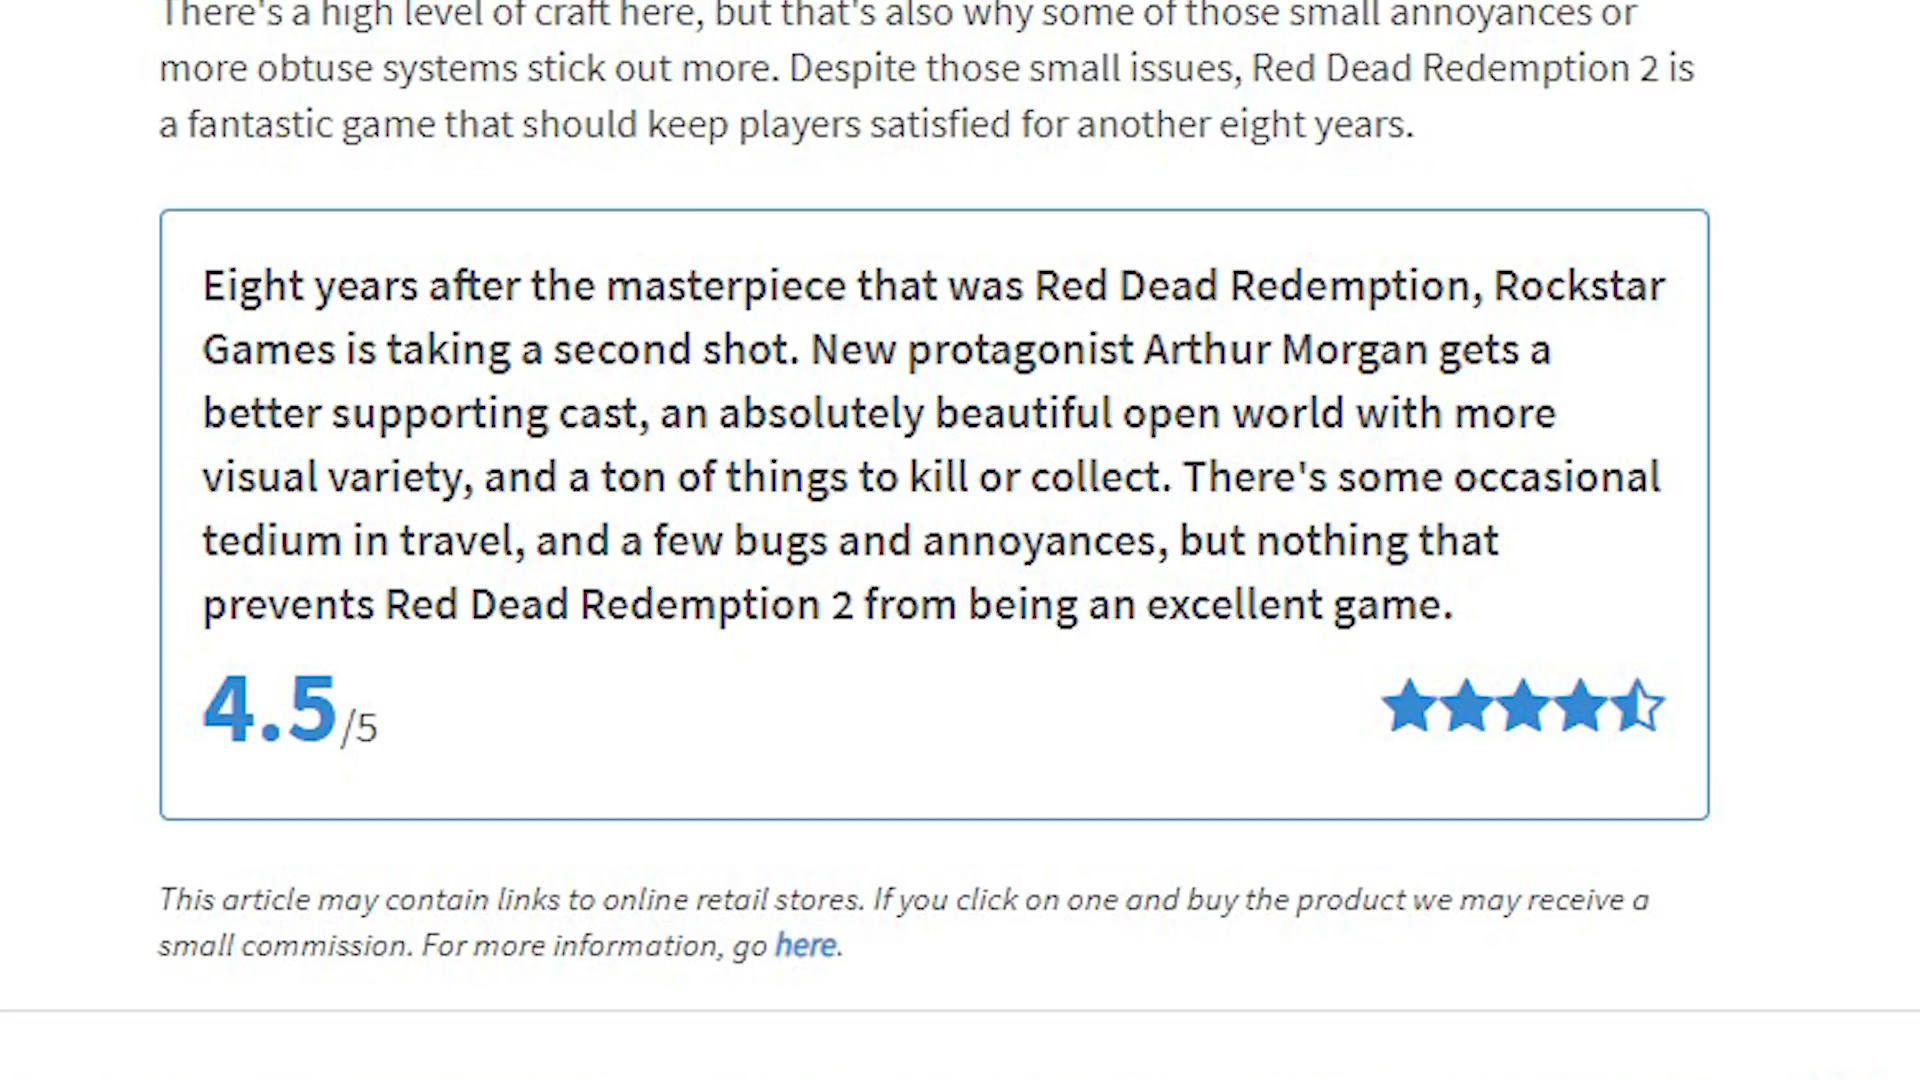 There's a high level of craft here, but that's also why some of those small annoyances or
more obtuse systems stick out more. Despite those small issues, Red Dead Redemption 2 is
a fantastic game that should keep players satisfied for another eight years.
Eight years after the masterpiece that was Red Dead Redemption, Rockstar
Games is taking a second shot. New protagonist Arthur Morgan gets a
better supporting cast, an absolutely beautiful open world with more
visual variety, and a ton of things to kill or collect. There's some occasional
tedium in travel, and a few bugs and annoyances, but nothing that
prevents Red Dead Redemption 2 from being an excellent game.
4.5/5
This article may contain links to online retail stores. If you click on one and buy the product we may receive a
small commission. For more information, go here.